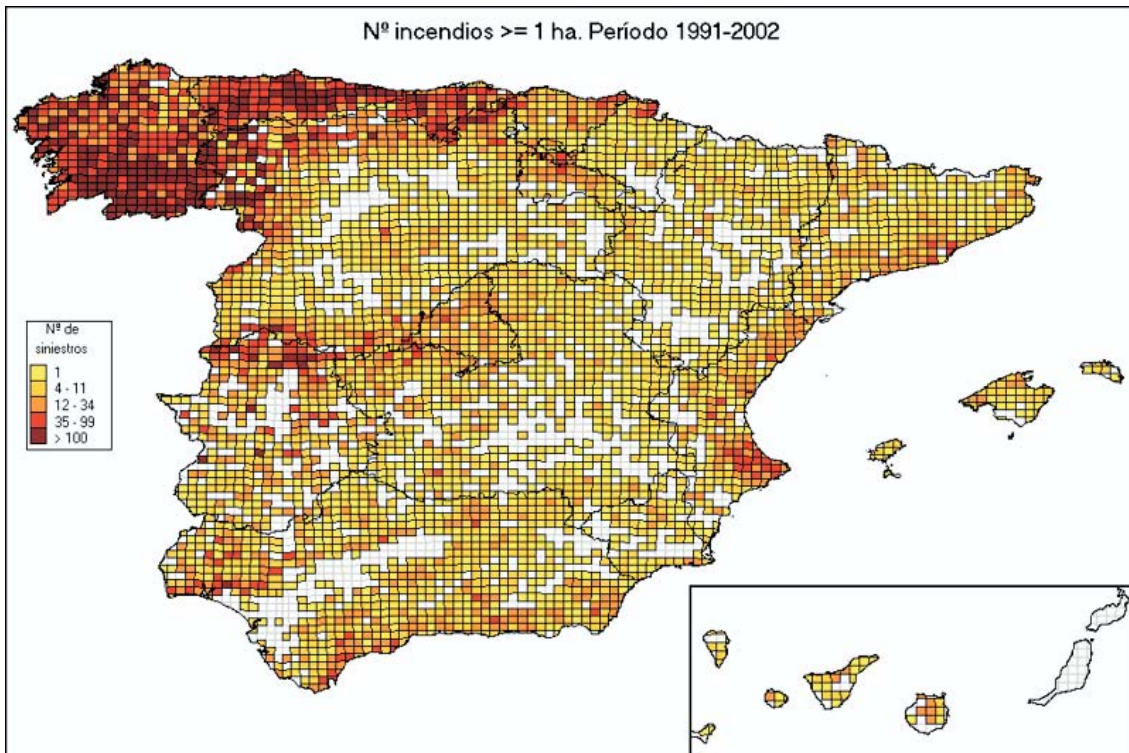 Nº incendios >= 1 ha. Período 1991-2002
Nº de
siniestros
1
4 - 11
12 - 34
35 - 99
> 100